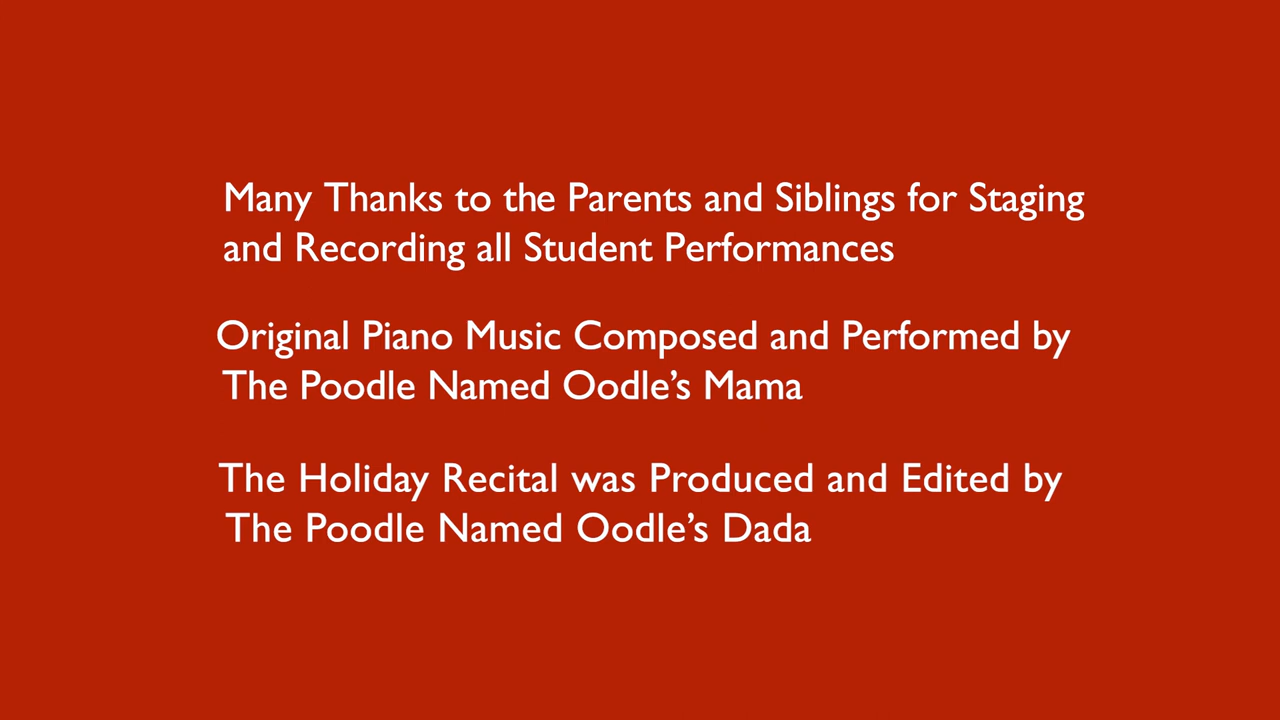 Many Thanks to the Parents and Siblings for Staging
and Recording all Student Performances
Original Piano Music Composed and Performed by
The Poodle Named Oodle’s Mama
The Holiday Recital was Produced and Edited by
The Poodle Named Oodle’s Dada